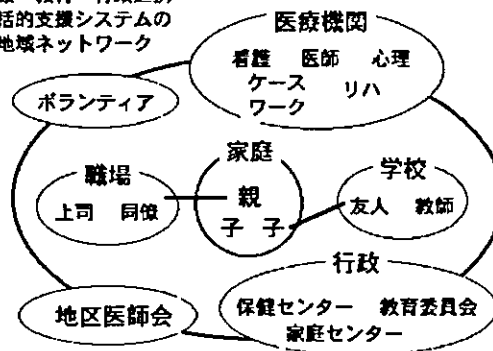 括的支援システムの
地域ネットワーク
医療機関
看護 医師 心理
ケース
ワーク
リハ
ボランティア
家庭
親
子 子
職場
上司 同僚
学校
友人 教師
行政
保健センター 教育委員会
家庭センター
地区医師会